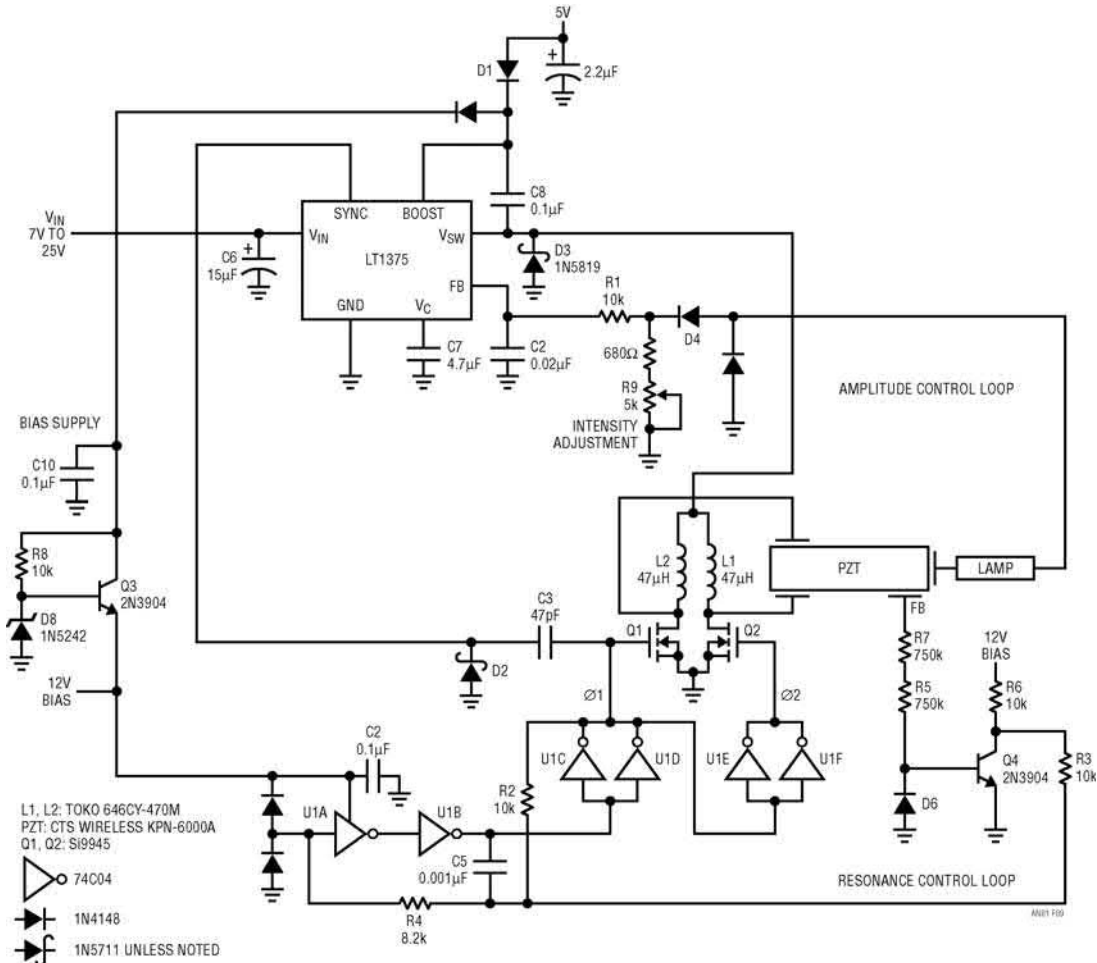 5V
D1
+
2.2µF
SYNC
BOOST
C8
0.1µF
VIN
7V TO
25V
VIN
VSW
LT1375
+
C6
15µF
D3
1N5819
FB
R1
10k
GND
VC
D4
C7
4.7µF
C2
0.02µF
680Ω
R9
5k
AMPLITUDE CONTROL LOOP
INTENSITY
ADJUSTMENT
BIAS SUPPLY
C10
0.1µF
R8
10k
Q3
2N3904
D8
1N5242
L2
47µH
L1
47µH
PZT
LAMP
FB
C3
47pF
Q1
Q2
R7
750k
12V
BIAS
D2
12V
BIAS
Ø1
Ø2
R5
750k
R6
10k
C2
0.1µF
U1C
U1D
U1E
U1F
Q4
2N3904
R3
10k
R2
10k
D6
L1, L2: TOKO 646CY-470M
PZT: CTS WIRELESS KPN-6000A
Q1, Q2: Si9945
U1A
U1B
C5
0.001µF
74C04
RESONANCE CONTROL LOOP
1N4148
R4
8.2k
AN81 F09
1N5711 UNLESS NOTED